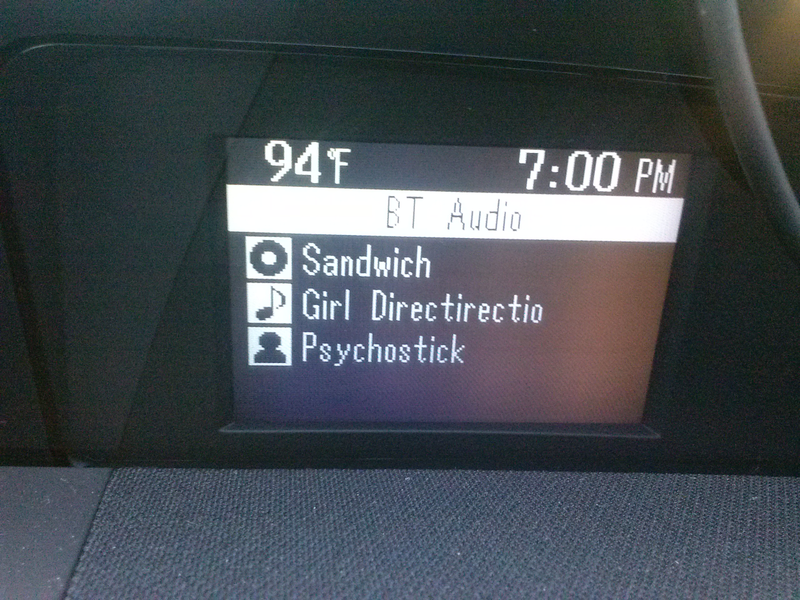 94°F 7:00 PM
BT Audio
Sandwich
Girl Directirectio
Psychostick